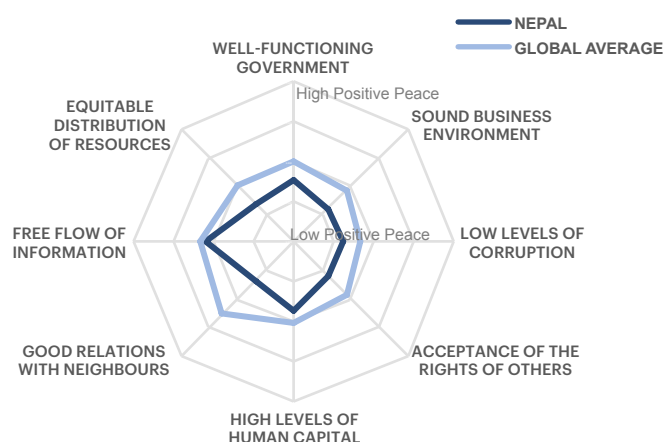 NEPAL
GLOBAL AVERAGE
WELL-FUNCTIONING
GOVERNMENT
High Positive Peace
SOUND BUSINESS
ENVIRONMENT
EQUITABLE
DISTRIBUTION
OF RESOURCES
FREE FLOW OF
INFORMATION
Low Positive Peace
LOW LEVELS OF
CORRUPTION
GOOD RELATIONS
WITH NEIGHBOURS
ACCEPTANCE OF THE
RIGHTS OF OTHERS
HIGH LEVELS OF
HUMAN CAPITAL